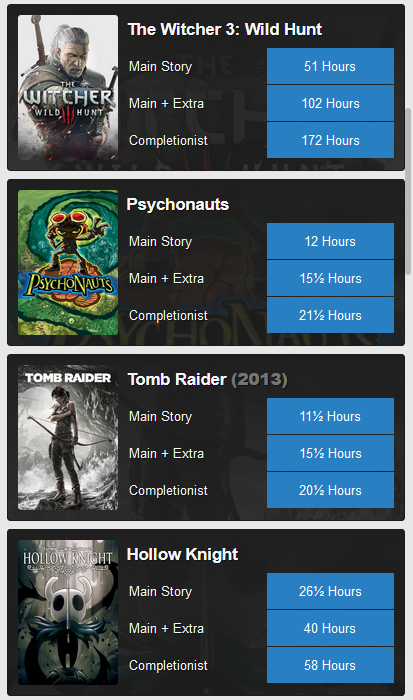 The Witcher 3: Wild Hunt
THE
WITCHER
WILD HUNT
Main Story 51 Hours
Main + Extra 102 Hours
Completionist 172 Hours
Psychonauts
PSYCHONAUTS
Main Story 12 Hours
Main + Extra 15½ Hours
Completionist 21½ Hours
Tomb Raider (2013)
TOMB RAIDER
Main Story 11½ Hours
Main + Extra 15½ Hours
Completionist 20½ Hours
Hollow Knight
HOLLOW KNIGHT
Main Story 26½ Hours
Main + Extra 40 Hours
Completionist 58 Hours